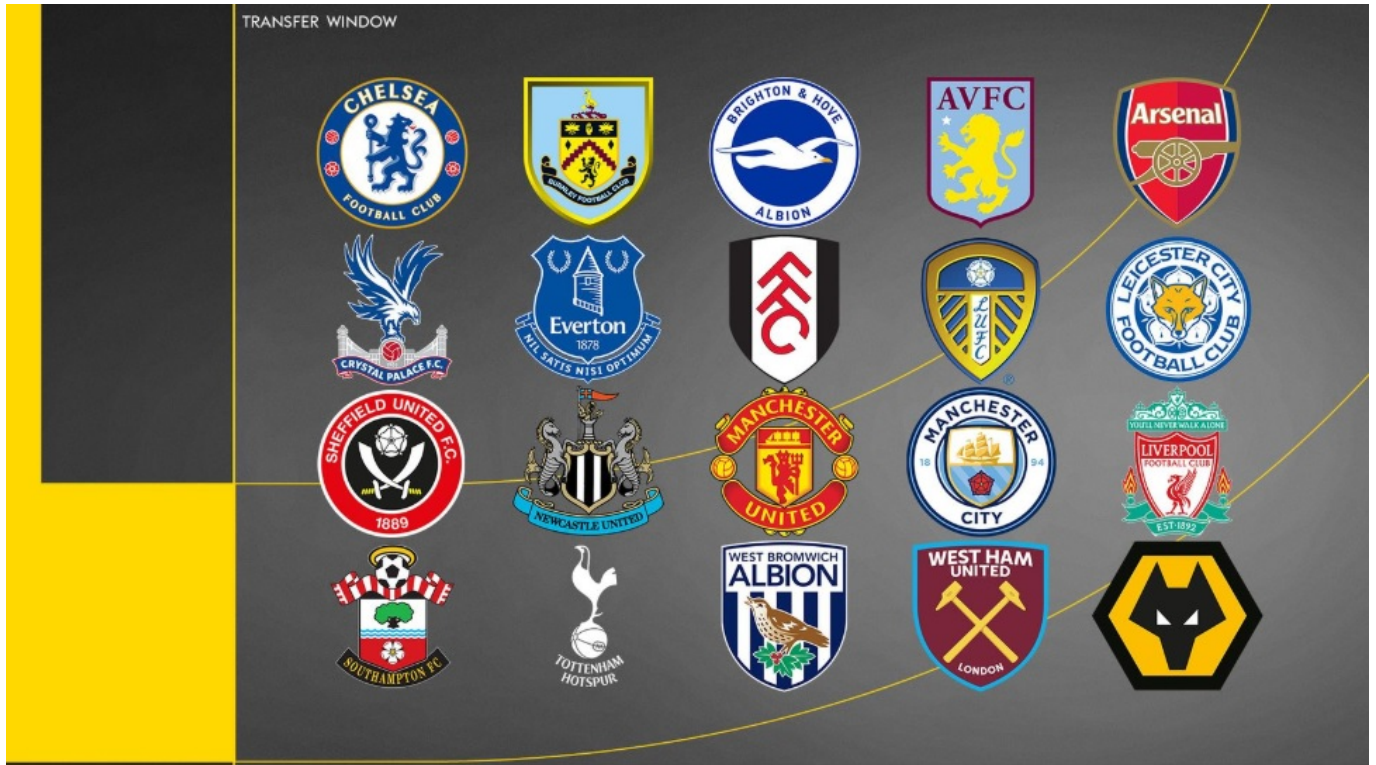 TRANSFER WINDOW
CHELSEA
FOOTBALL CLUB
BURNLEY FOOTBALL CLUB
BRIGHTON & HOVE
ALBION
AVFC
Arsenal
CRYSTAL PALACE F.C.
Everton
1878
NIL SATIS NISI OPTIMUM
FFC
LUFC
®
LEICESTER CITY
FOOTBALL CLUB
SHEFFIELD UNITED F.C.
1889
NEWCASTLE UNITED
MANCHESTER
UNITED
MANCHESTER
18 94
CITY
YOU'LL NEVER WALK ALONE
LIVERPOOL
FOOTBALL CLUB
EST·1892
SOUTHAMPTON FC
TOTTENHAM
HOTSPUR
WEST BROMWICH
ALBION
WEST HAM
UNITED
LONDON